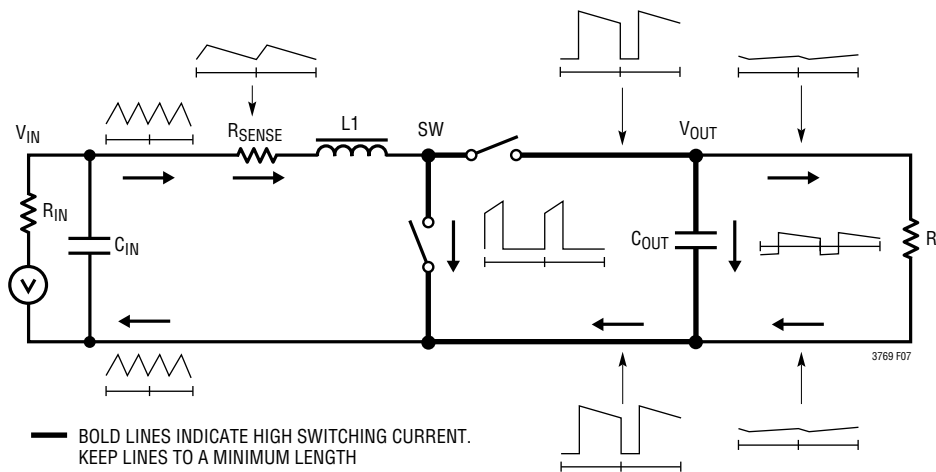 VIN
RSENSE
L1
SW
VOUT
RIN
CIN
COUT
V
3769 F07
BOLD LINES INDICATE HIGH SWITCHING CURRENT.
KEEP LINES TO A MINIMUM LENGTH